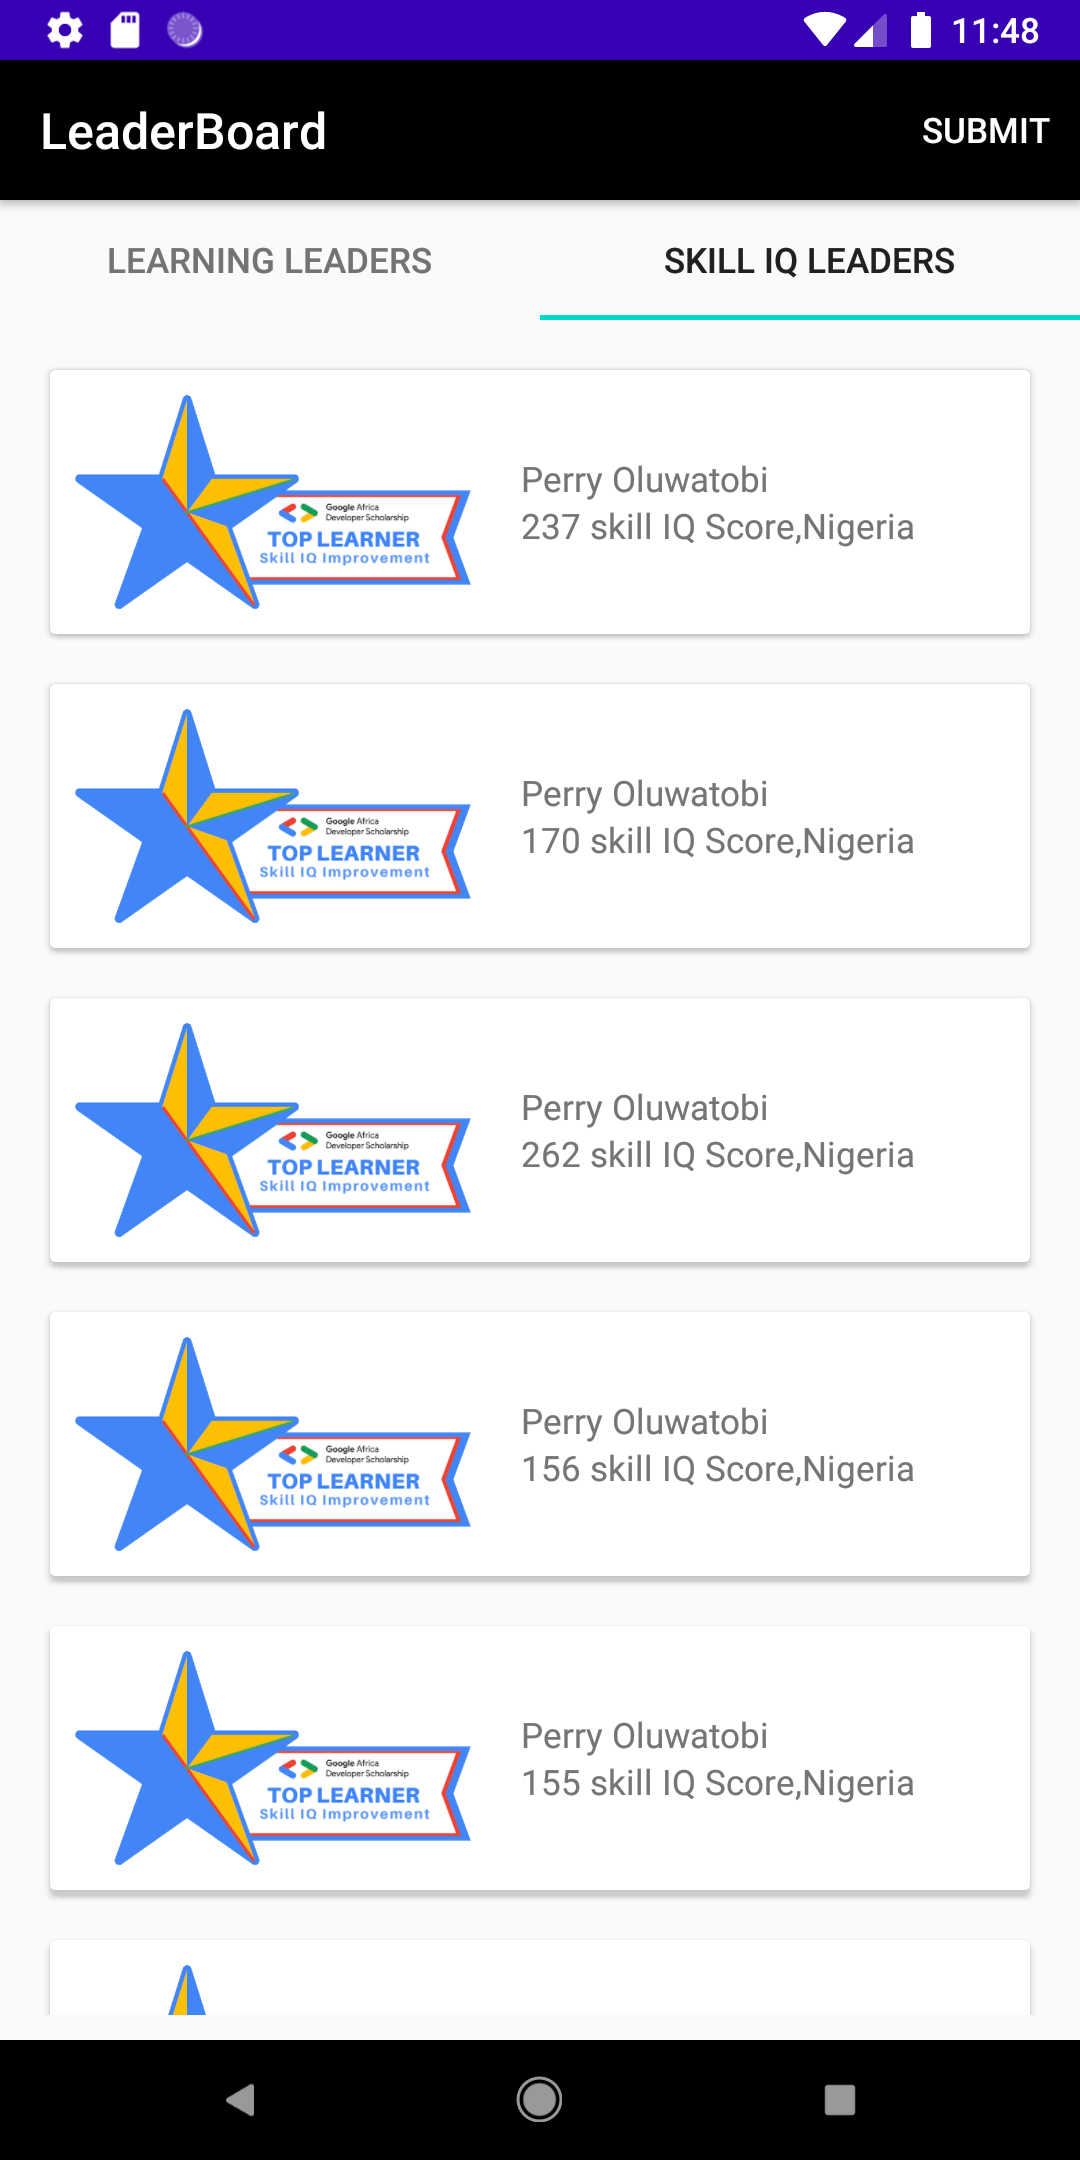 11:48
LeaderBoard
SUBMIT
LEARNING LEADERS
SKILL IQ LEADERS
Google Africa
Developer Scholarship
TOP LEARNER
Skill IQ Improvement
Perry Oluwatobi
237 skill IQ Score,Nigeria
Google Africa
Developer Scholarship
TOP LEARNER
Skill IQ Improvement
Perry Oluwatobi
170 skill IQ Score,Nigeria
Google Africa
Developer Scholarship
TOP LEARNER
Skill IQ Improvement
Perry Oluwatobi
262 skill IQ Score,Nigeria
Google Africa
Developer Scholarship
TOP LEARNER
Skill IQ Improvement
Perry Oluwatobi
156 skill IQ Score,Nigeria
Google Africa
Developer Scholarship
TOP LEARNER
Skill IQ Improvement
Perry Oluwatobi
155 skill IQ Score,Nigeria